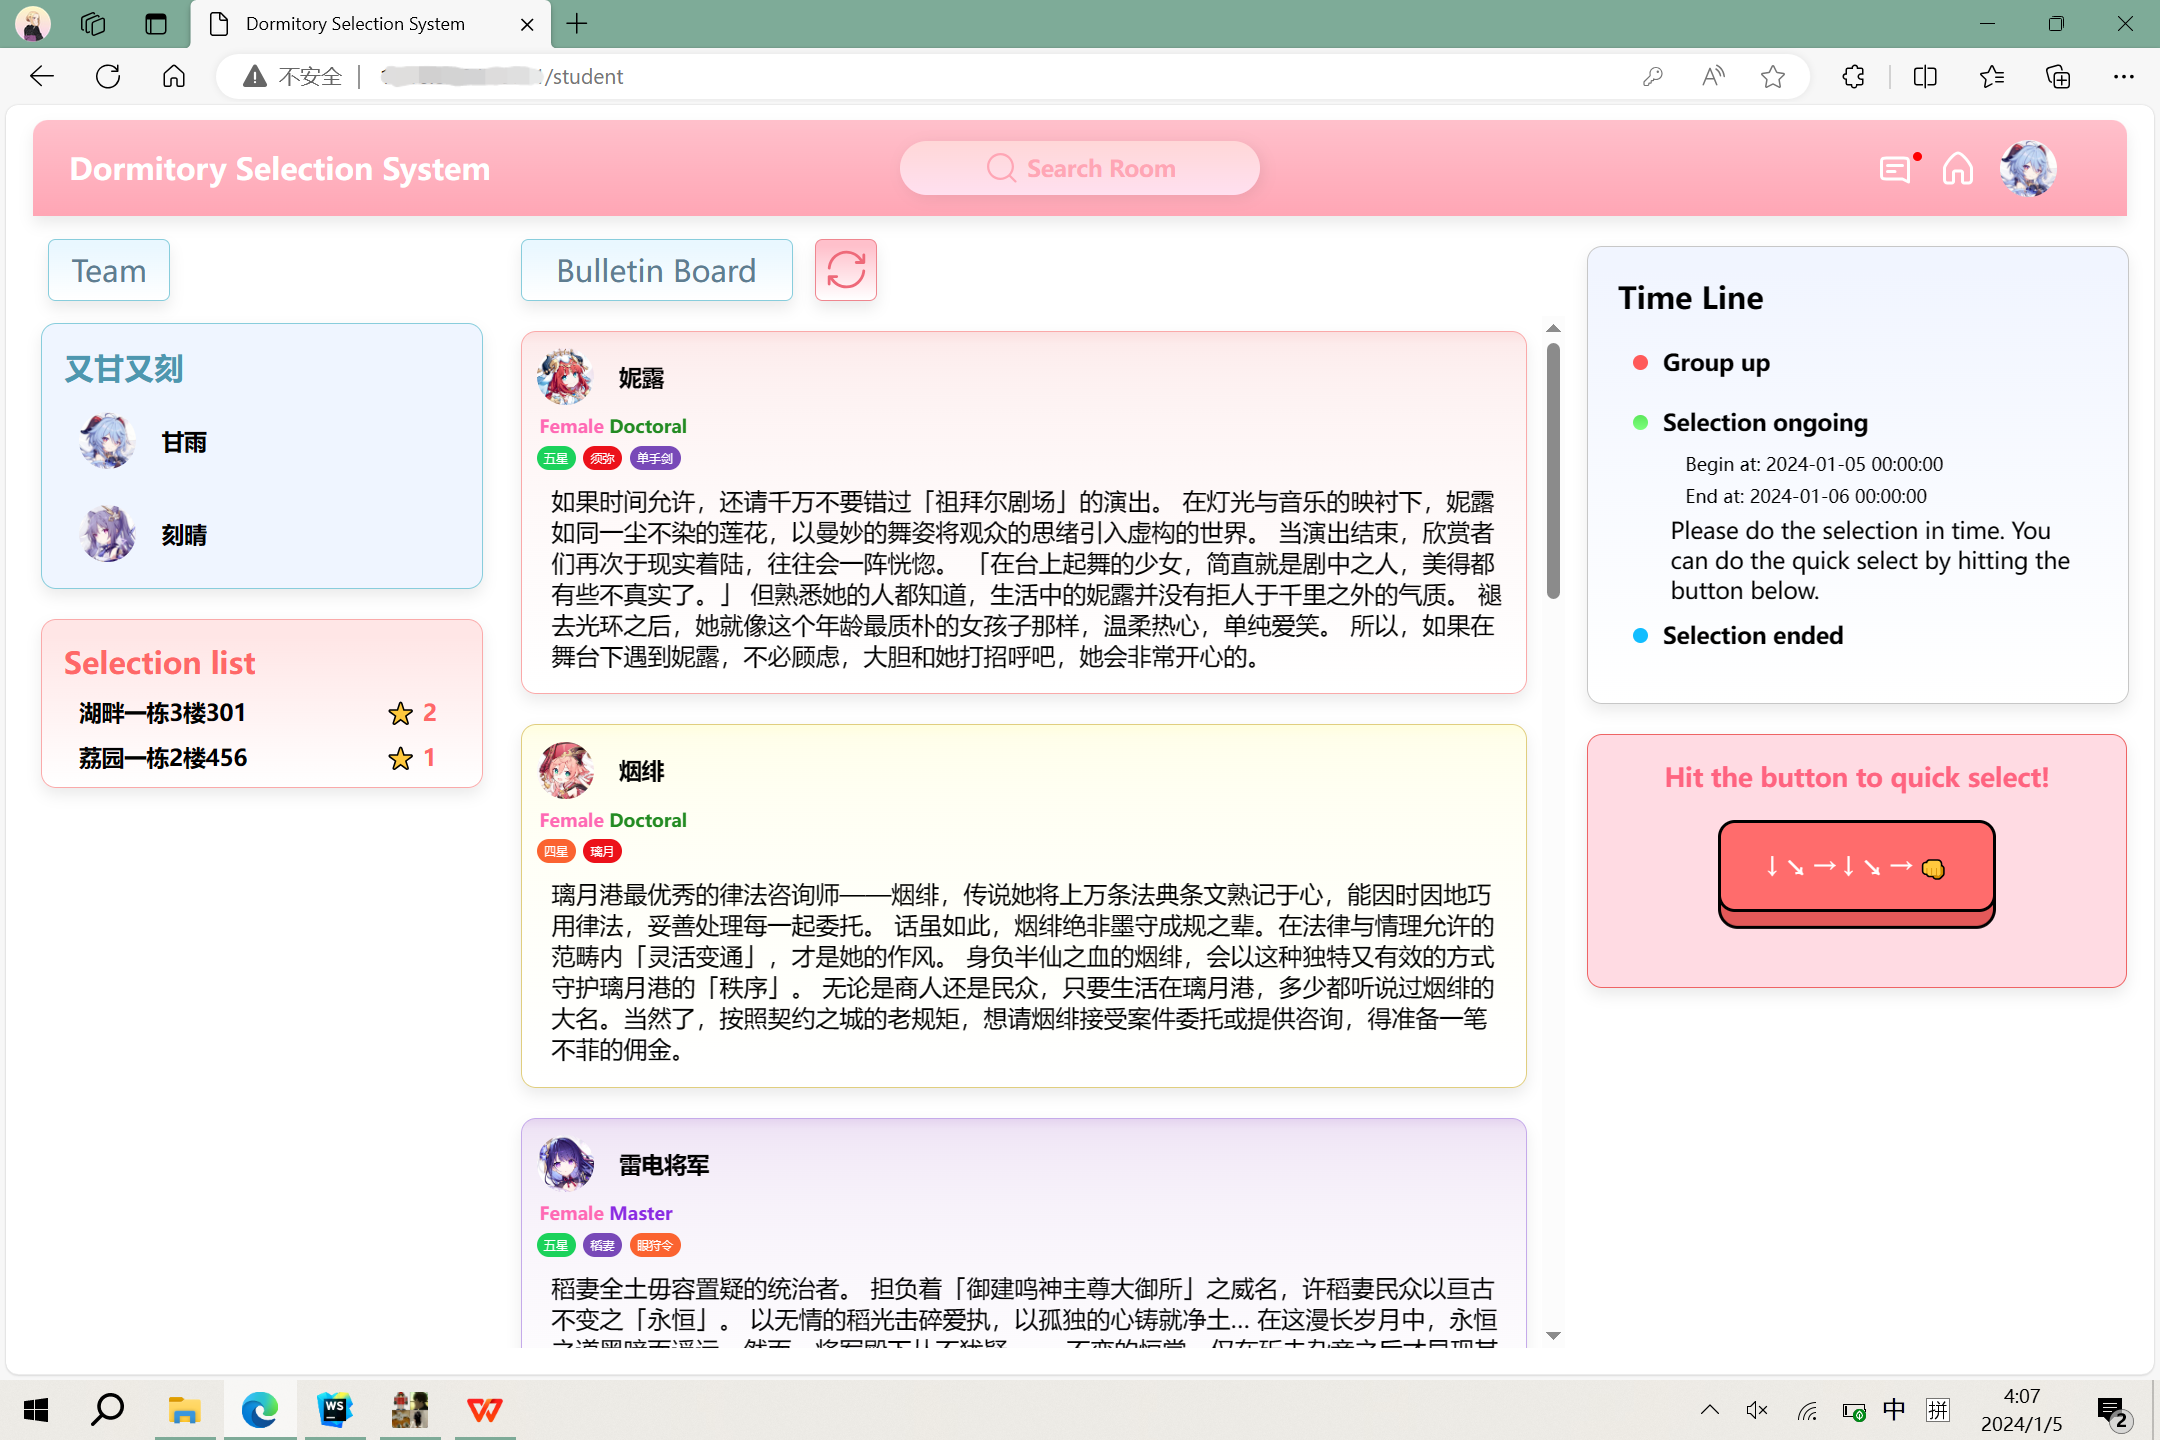 Dormitory Selection System
不安全
/student
Dormitory Selection System
Search Room
Team
又甘又刻
甘雨
刻晴
Selection list
湖畔一栋3楼301
2
荔园一栋2楼456
1
Bulletin Board
妮露
Female Doctoral
五星 须弥 单手剑
如果时间允许，还请千万不要错过「祖拜尔剧场」的演出。 在灯光与音乐的映衬下，妮露
如同一尘不染的莲花，以曼妙的舞姿将观众的思绪引入虚构的世界。 当演出结束，欣赏者
们再次于现实着陆，往往会一阵恍惚。 「在台上起舞的少女，简直就是剧中之人，美得都
有些不真实了。」 但熟悉她的人都知道，生活中的妮露并没有拒人于千里之外的气质。 褪
去光环之后，她就像这个年龄最质朴的女孩子那样，温柔热心，单纯爱笑。 所以，如果在
舞台下遇到妮露，不必顾虑，大胆和她打招呼吧，她会非常开心的。
烟绯
Female Doctoral
四星 璃月
璃月港最优秀的律法咨询师——烟绯，传说她将上万条法典条文熟记于心，能因时因地巧
用律法，妥善处理每一起委托。 话虽如此，烟绯绝非墨守成规之辈。在法律与情理允许的
范畴内「灵活变通」，才是她的作风。 身负半仙之血的烟绯，会以这种独特又有效的方式
守护璃月港的「秩序」。 无论是商人还是民众，只要生活在璃月港，多少都听说过烟绯的
大名。当然了，按照契约之城的老规矩，想请烟绯接受案件委托或提供咨询，得准备一笔
不菲的佣金。
雷电将军
Female Master
五星 稻妻 眼狩令
稻妻全土毋容置疑的统治者。 担负着「御建鸣神主尊大御所」之威名，许稻妻民众以亘古
不变之「永恒」。 以无情的稻光击碎爱执，以孤独的心铸就净土... 在这漫长岁月中，永恒
Time Line
Group up
Selection ongoing
Begin at: 2024-01-05 00:00:00
End at: 2024-01-06 00:00:00
Please do the selection in time. You
can do the quick select by hitting the
button below.
Selection ended
Hit the button to quick select!
↓↘→↓↘→👊
WS
中
拼
4:07
2024/1/5
2